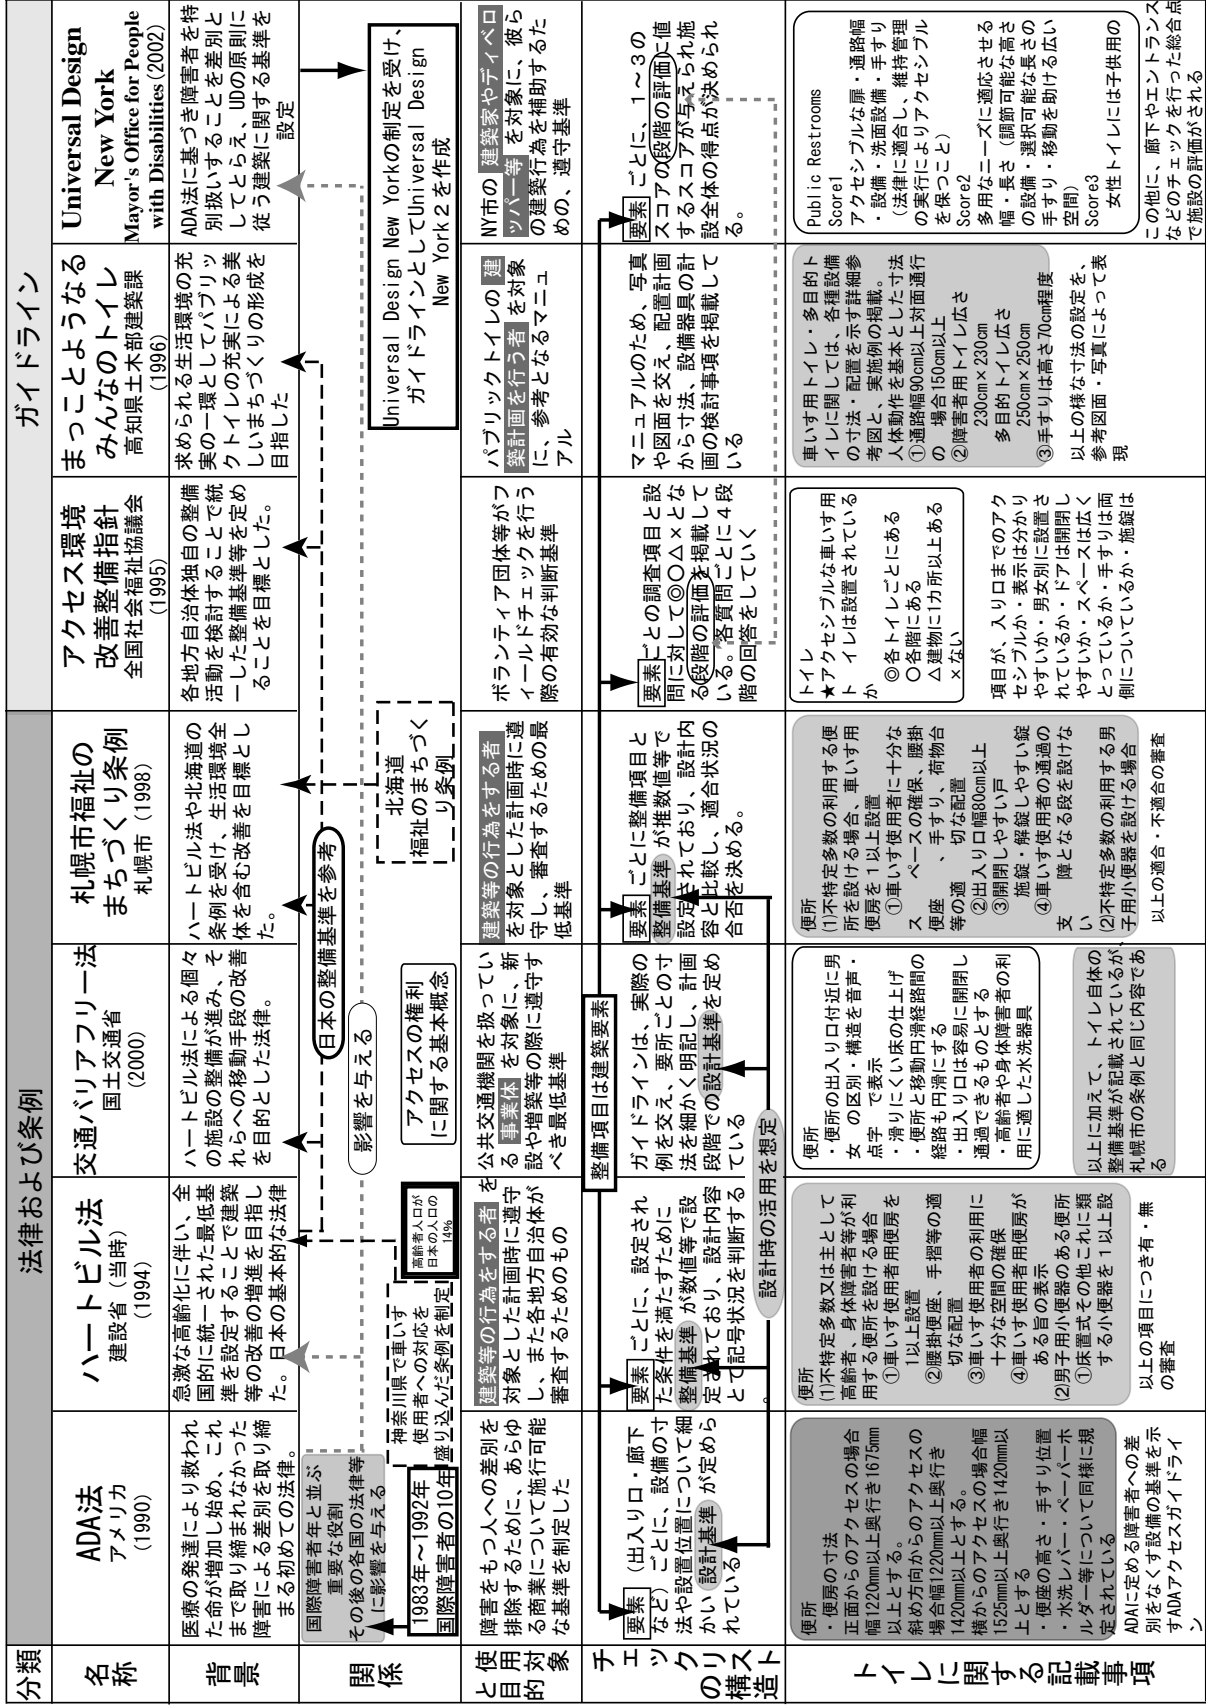 分類
法律および条例
ガイドライン
名称
ADA法
アメリカ
(1990)
ハートビル法
建設省（当時）
(1994)
交通バリアフリー法
国土交通省
(2000)
札幌市福祉の
まちづくり条例
札幌市（1998）
アクセス環境
改善整備指針
全国社会福祉協議会
(1995)
まっことようなる
みんなのトイレ
高知県土木部建築課
(1996)
Universal Design
New York
Mayor's Office for People
with Disabilities (2002)
背景
医療の発達により救われ
た命が増加し始め、これ
まで取り締まれなかった
障害による差別を取り締
まる初めての法律。
急激な高齢化に伴い、全
国的に統一された最低基
準を設定することで建築
等の改善の増進を目指し
た。日本の基本的な法律
ハートビル法による個々
の施設の整備が進み、そ
れらへの移動手段の改善
を目的とした法律。
ハートビル法や北海道の
条例を受け、生活環境全
体を含む改善を目標とし
た。
各地方自治体独自の整備
活動を検討することで統
一した整備基準等を定め
ることを目標とした。
求められる生活環境の充
実の一環としてパブリッ
クトイレの充実による美
しいまちづくりの形成を
目指した
ADA法に基づき障害者を特
別扱いすることを差別と
してとらえ、UDの原則に
従う建築に関する基準を
設定
関係
国際障害者年と並ぶ
重要な役割
その後の各国の法律等
に影響を与える
1983年～1992年
国際障害者の10年
神奈川県で車いす
使用者への対応を
盛り込んだ条例を制定
高齢者人口が
日本の人口の
14%
日本の整備基準を参考
影響を与える
アクセスの権利
に関する基本概念
北海道
福祉のまちづく
り条例
Universal Design New Yorkの制定を受け、
ガイドラインとしてUniversal Design
New York 2 を作成
使用対象
と目的
障害をもつ人への差別を
排除するために、あらゆ
る商業について施行可能
な基準を制定した
建築等の行為をする者 を
対象とした計画時に遵守
し、また各地方自治体が
審査するためのもの
公共交通機関を扱ってい
る 事業体 を対象に、新
設や増築等の際に遵守す
べき最低基準
建築等の行為をする者
を対象とした計画時に遵
守し、審査するための最
低基準
ボランティア団体等がフ
ィールドチェックを行う
際の有効な判断基準
パブリックトイレの 建
築計画を行う者 を対象
に、参考となるマニュ
アル
NY市の 建築家やディベロ
ッパー等 を対象に、彼ら
の建築行為を補助するた
めの、遵守基準
チェックリスト
の構造
整備項目は建築要素
要素（出入り口・廊下
など）ごとに、設備の寸
法や設置位置について細
かい 設計基準 が定めら
れている
要素 ごとに、設定され
た条件を満たすために
整備基準 が数値等で設
定されており、設計内容
とで記号状況を判断する
。
ガイドラインは、実際の
例を交え、要所ごとの寸
法を細かく明記し、計画
段階での設計基準を定め
ている
要素 ごとに整備項目と
整備基準 が推数値等で
設定されており、設計内
容と比較し、適合状況の
合否を決める。
要素ごとの調査項目と設
問に対して◎○△×とな
る段階の評価を掲載して
いる。各質問ごとに４段
階の回答をしていく
マニュアルのため、写真
や図面を交え、配置計画
から寸法、設備器具の計
画の検討事項を掲載して
いる
要素 ごとに、１～３の
スコアの段階の評価に値
するスコアが与えられ施
設全体の得点が決められ
る。
設計時の活用を想定
トイレに関する記載事項
便所
・便房の寸法
正面からのアクセスの場合
幅1220mm以上奥行き1675mm
以上とする。
斜め方向からのアクセスの
場合幅1220mm以上奥行き
1420mm以上とする。
横からのアクセスの場合幅
1525mm以上奥行き1420mm以
上とする
・便座の高さ・手すり位置
・水洗レバー・ペーパーホ
ルダー等について同様に規
定されている
ADAに定める障害者への差
別をなくす設備の基準を示
すADAアクセスガイドライ
ン
便所
(1)不特定多数又は主として
高齢者、身体障害者等が利
用する便所を設ける場合
①車いす使用者用便房を
1以上設置
②腰掛便座、手摺等の適
切な配置
③車いす使用者の利用に
十分な空間の確保
④車いす使用者用便房が
ある旨の表示
(2)男子用小便器のある便所
①床置式その他これに類
する小便器を１以上設
以上の項目につき有・無
の審査
便所
・便所の出入り口付近に男
女 の区別・構造を音声・
点字 で表示
・滑りにくい床の仕上げ
・便所と移動円滑経路間の
経路も円滑にする
・出入り口は容易に開閉し
通過できるものとする
・高齢者や身体障害者の利
用に適した水洗器具
以上に加えて、トイレ自体の
整備基準が記載されているが、
札幌市の条例と同じ内容であ
る
便所
(1)不特定多数の利用する便
所を設ける場合、車いす用
便房を１以上設置
①車いす使用者に十分な
ス ペースの確保、腰掛
便座 、手すり、荷物台
等の適 切な配置
②出入り口幅80cm以上
③開閉しやすい戸
施錠・解錠しやすい錠
④車いす使用者の通過の
支 障となる段を設けな
い
(2)不特定多数の利用する男
子用小便器を設ける場合
以上の適合・不適合の審査
トイレ
★アクセシブルな車いす用
ト イレは設置されている
か
◎各トイレごとにある
○各階にある
△建物に1カ所以上ある
×ない
項目が、入り口までのアク
セシブルか・表示は分かり
やすいか・男女別に設置さ
れているか・ドアは開閉し
やすいか・スペースは広く
とっているか・手すりは両
側についているか・施錠は
車いす用トイレ・多目的ト
イレに関しては、各種設備
の寸法・配置を示す詳細参
考図と、実施例の掲載。
人体動作を基本とした寸法
①通路幅90cm以上対面通行
の 場合150cm以上
②障害者用トイレ広さ
230cm×230cm
多目的トイレ広さ
250cm×250cm
③手すりは高さ70cm程度
以上の様な寸法の設定を、
参考図面・写真によって表
現
Public Restrooms
Score1
アクセシブルな扉・通路幅
・設備・洗面設備・手すり
（法律に適合し、維持管理
の実行によりアクセシブル
を保つこと）
Score2
多用なニーズに適応させる
幅・長さ（調節可能な高さ
の設備・選択可能な長さの
手すり・移動を助ける広い
空間）
Score3
女性トイレには子供用の
この他に、廊下やエントランス
などのチェックを行った総合点
で施設の評価がされる